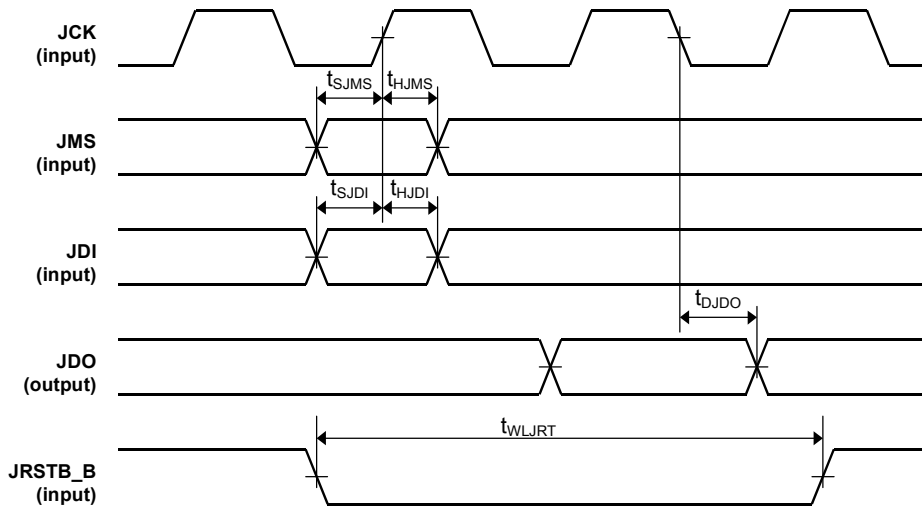 JCK
(input)
tSJMS
tHJMS
JMS
(input)
tSJDI
tHJDI
JDI
(input)
tDJDO
JDO
(output)
tWLJRT
JRSTB_B
(input)